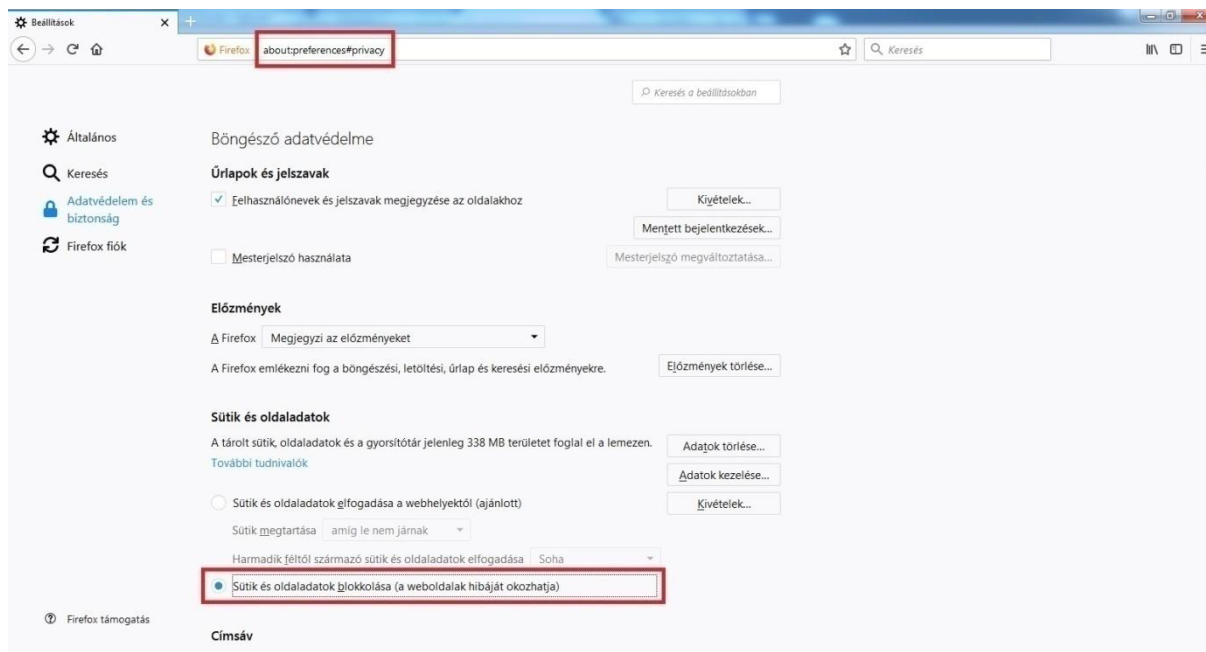 Beállítások
Firefox about:preferences#privacy
Keresés
Keresés a beállításokban
Általános
Keresés
Adatvédelem és
biztonság
Firefox fiók
Böngésző adatvédelme
Űrlapok és jelszavak
Felhasználónevek és jelszavak megjegyzése az oldalakhoz
Kivételek...
Mentett bejelentkezések...
Mesterjelszó használata
Mesterjelszó megváltoztatása...
Előzmények
A Firefox Megjegyzi az előzményeket
A Firefox emlékezni fog a böngészési, letöltési, űrlap és keresési előzményekre.
Előzmények törlése...
Sütik és oldaladatok
A tárolt sütik, oldaladatok és a gyorsítótár jelenleg 338 MB területet foglal el a lemezen.
Adatok törlése...
További tudnivalók
Adatok kezelése...
Sütik és oldaladatok elfogadása a webhelyektől (ajánlott)
Kivételek...
Sütik megtartása amíg le nem járnak
Harmadik féltől származó sütik és oldaladatok elfogadása Soha
Sütik és oldaladatok blokkolása (a weboldalak hibáját okozhatja)
Firefox támogatás
Címsáv